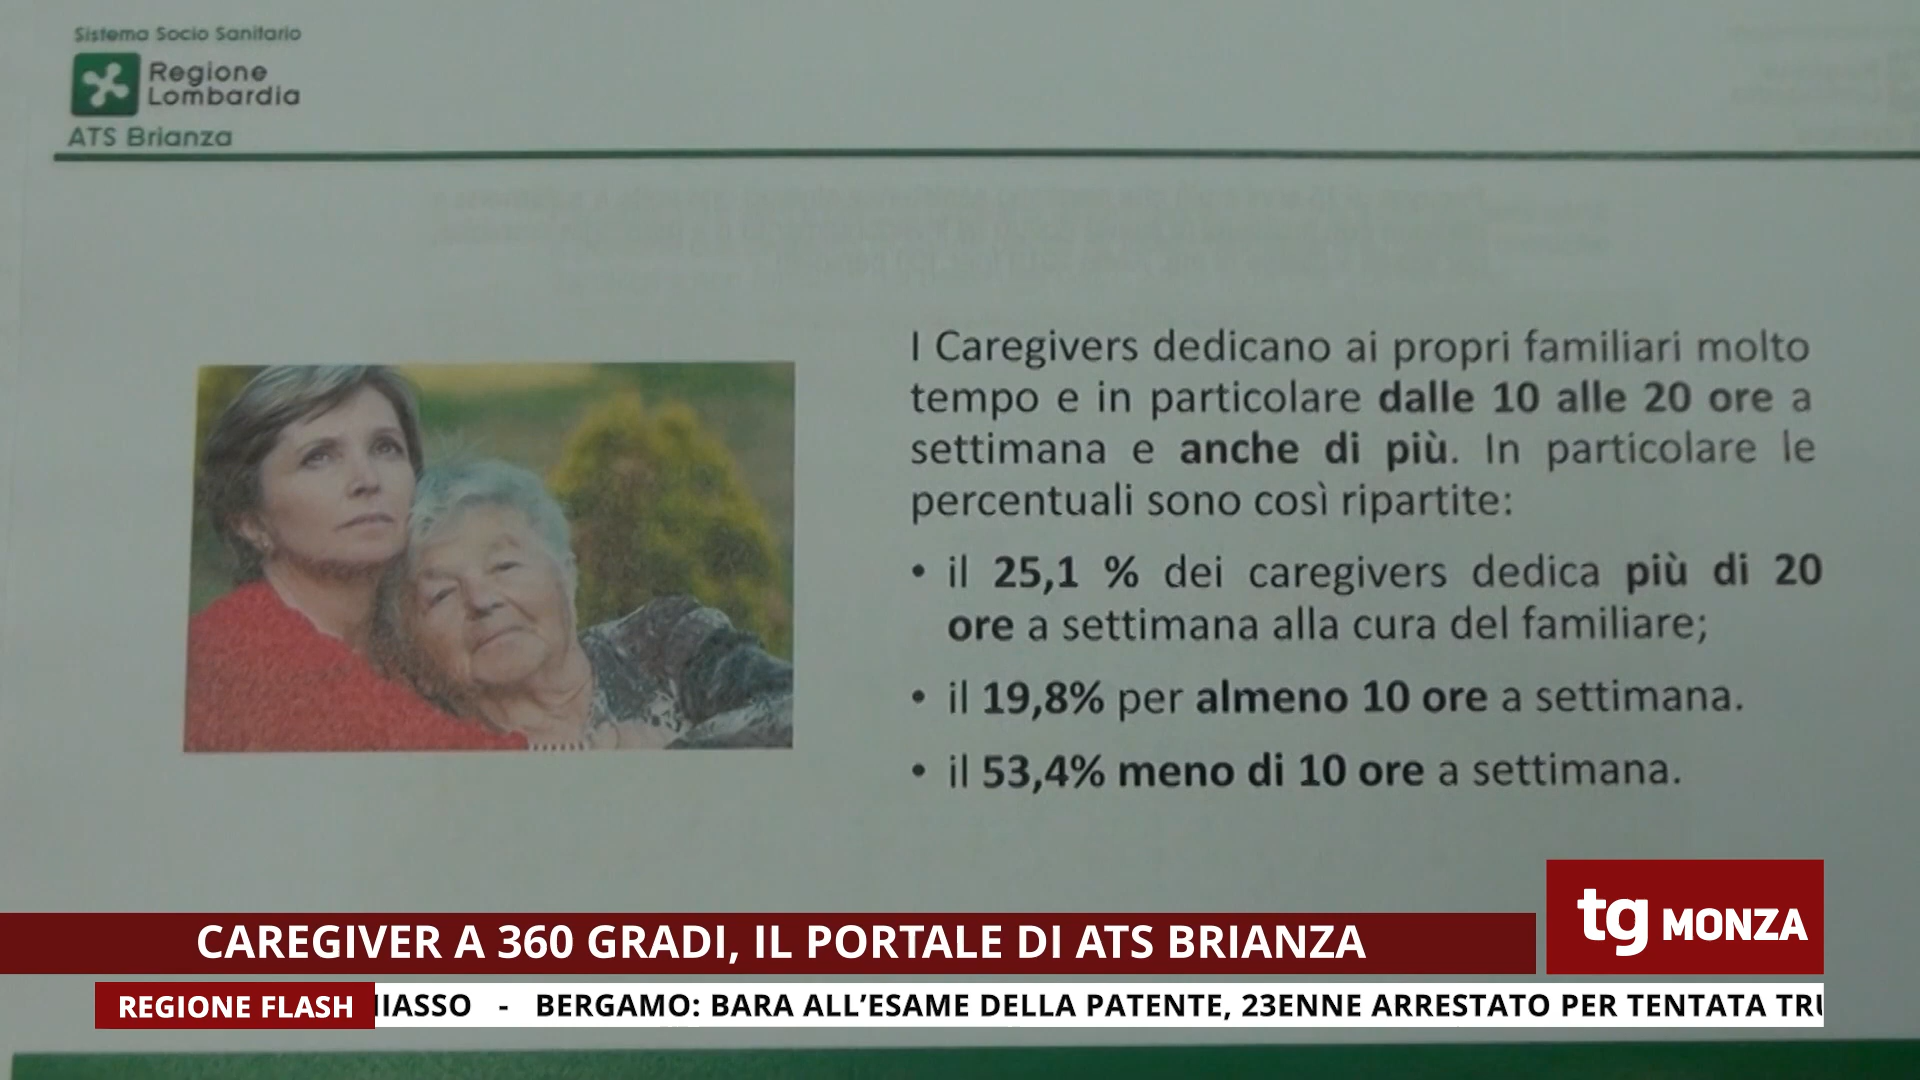 Sistema Socio Sanitario
Regione
Lombardia
ATS Brianza
I Caregivers dedicano ai propri familiari molto
tempo e in particolare dalle 10 alle 20 ore a
settimana e anche di più. In particolare le
percentuali sono così ripartite:
• il 25,1 % dei caregivers dedica più di 20
ore a settimana alla cura del familiare;
• il 19,8% per almeno 10 ore a settimana.
• il 53,4% meno di 10 ore a settimana.
CAREGIVER A 360 GRADI, IL PORTALE DI ATS BRIANZA
tg MONZA
REGIONE FLASH
IASSO - BERGAMO: BARA ALL’ESAME DELLA PATENTE, 23ENNE ARRESTATO PER TENTATA TRU